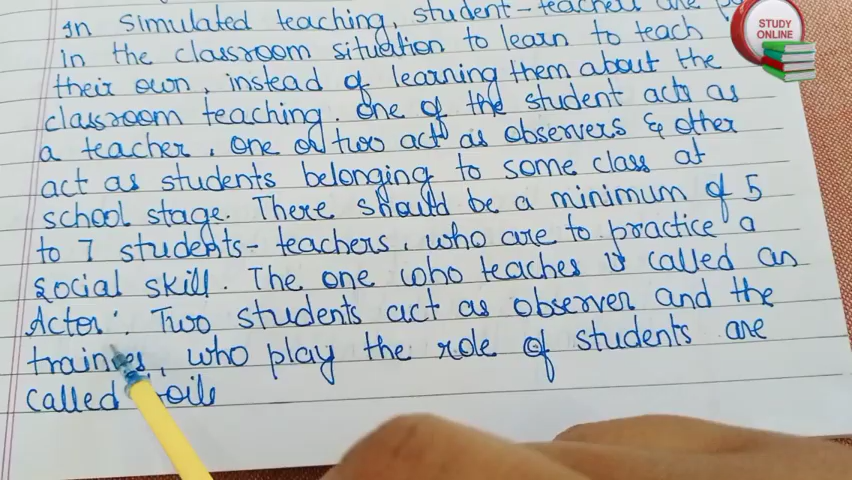 In simulated teaching, student-teachers are
in the classroom situation to learn to teach
their own, instead of learning them about the
classroom teaching. One of the student acts as
a teacher, one or two act as observers & other
act as students belonging to some class at
school stage. There should be a minimum of 5
to 7 students-teachers, who are to practice a
social skill. The one who teaches is called an
Actor'. Two students act as observer and the
trainees, who play the role of students are
called
STUDY
ONLINE